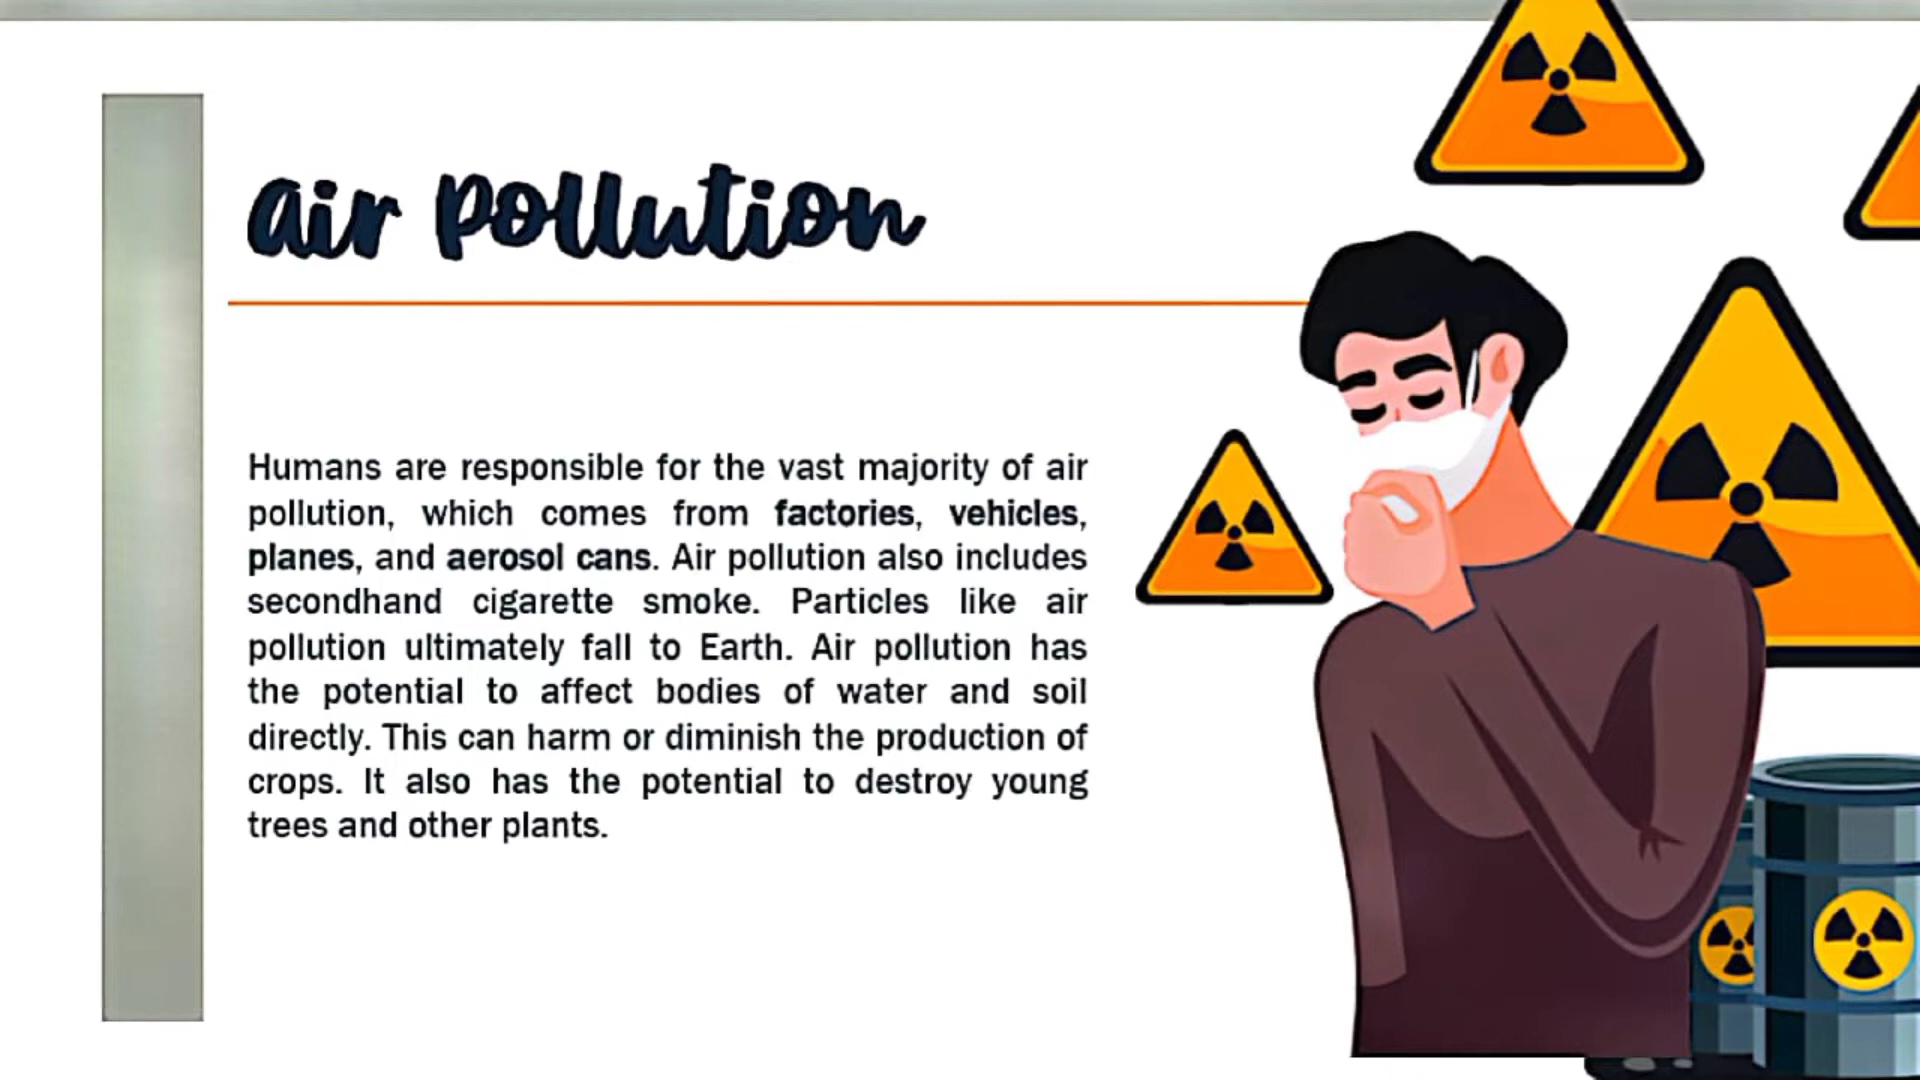 air pollution
Humans are responsible for the vast majority of air
pollution, which comes from factories, vehicles,
planes, and aerosol cans. Air pollution also includes
secondhand cigarette smoke. Particles like air
pollution ultimately fall to Earth. Air pollution has
the potential to affect bodies of water and soil
directly. This can harm or diminish the production of
crops. It also has the potential to destroy young
trees and other plants.